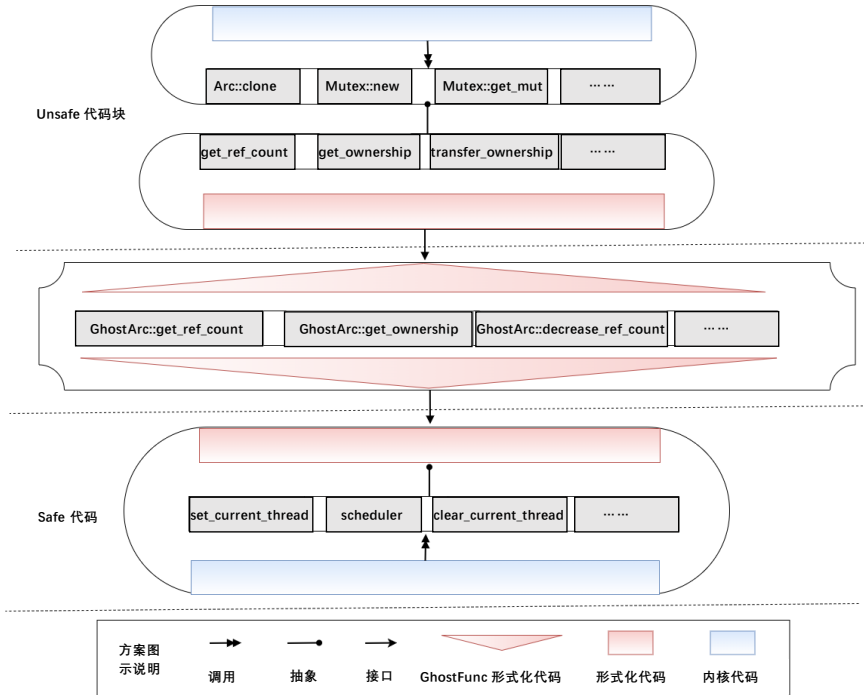 Arc::clone
Mutex::new
Mutex::get_mut
……
Unsafe 代码块
get_ref_count
get_ownership
transfer_ownership
……
GhostArc::get_ref_count
GhostArc::get_ownership
GhostArc::decrease_ref_count
……
Safe 代码
set_current_thread
scheduler
clear_current_thread
……
方案图
示说明
调用
抽象
接口
GhostFunc 形式化代码
形式化代码
内核代码